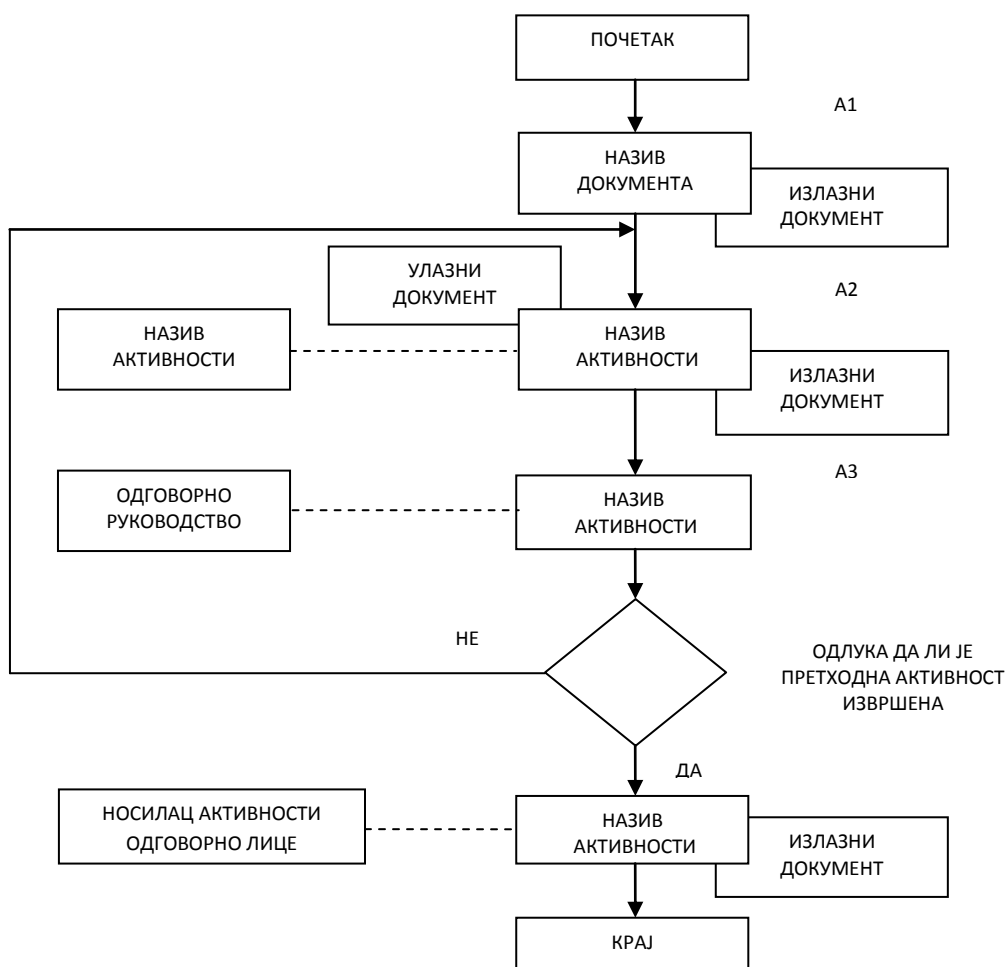 ПОЧЕТАК
А1
НАЗИВ
ДОКУМЕНТА
ИЗЛАЗНИ
ДОКУМЕНТ
УЛАЗНИ
ДОКУМЕНТ
А2
НАЗИВ
АКТИВНОСТИ
НАЗИВ
АКТИВНОСТИ
ИЗЛАЗНИ
ДОКУМЕНТ
А3
ОДГОВОРНО
РУКОВОДСТВО
НАЗИВ
АКТИВНОСТИ
НЕ
ОДЛУКА ДА ЛИ ЈЕ
ПРЕТХОДНА АКТИВНОСТ
ИЗВРШЕНА
ДА
НОСИЛАЦ АКТИВНОСТИ
ОДГОВОРНО ЛИЦЕ
НАЗИВ
АКТИВНОСТИ
ИЗЛАЗНИ
ДОКУМЕНТ
КРАЈ